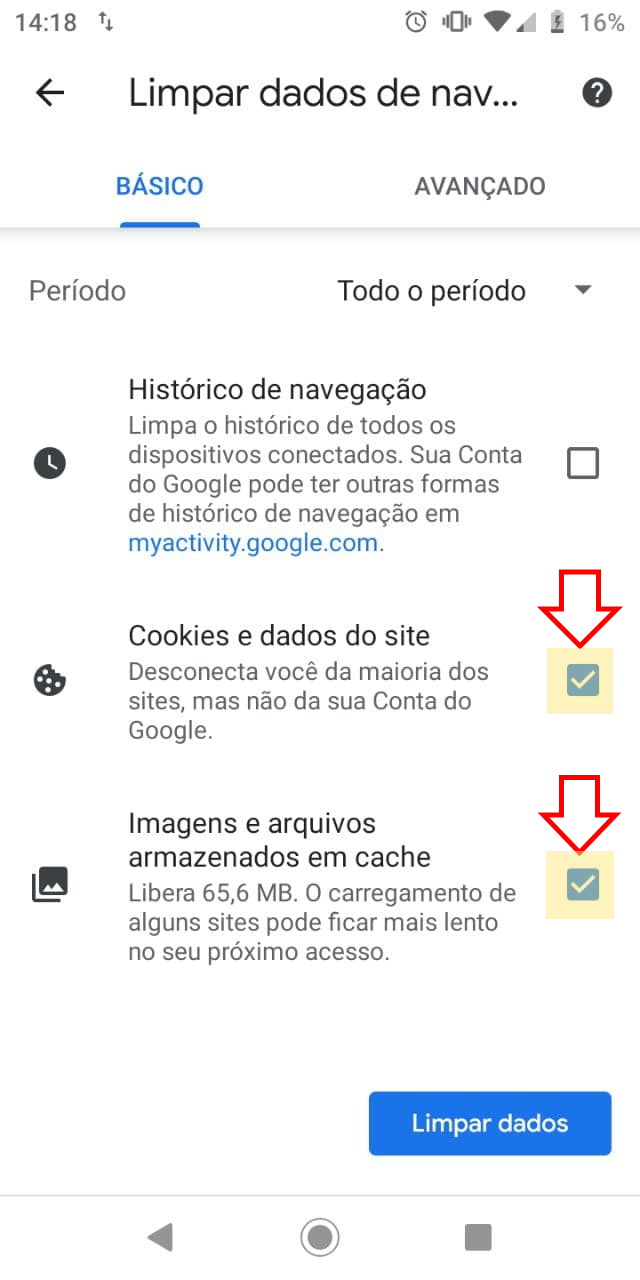 14:18 16%
Limpar dados de nav...
BÁSICO AVANÇADO
Período Todo o período
Histórico de navegação
Limpa o histórico de todos os
dispositivos conectados. Sua Conta
do Google pode ter outras formas
de histórico de navegação em
myactivity.google.com.
Cookies e dados do site
Desconecta você da maioria dos
sites, mas não da sua Conta do
Google.
Imagens e arquivos
armazenados em cache
Libera 65,6 MB. O carregamento de
alguns sites pode ficar mais lento
no seu próximo acesso.
Limpar dados